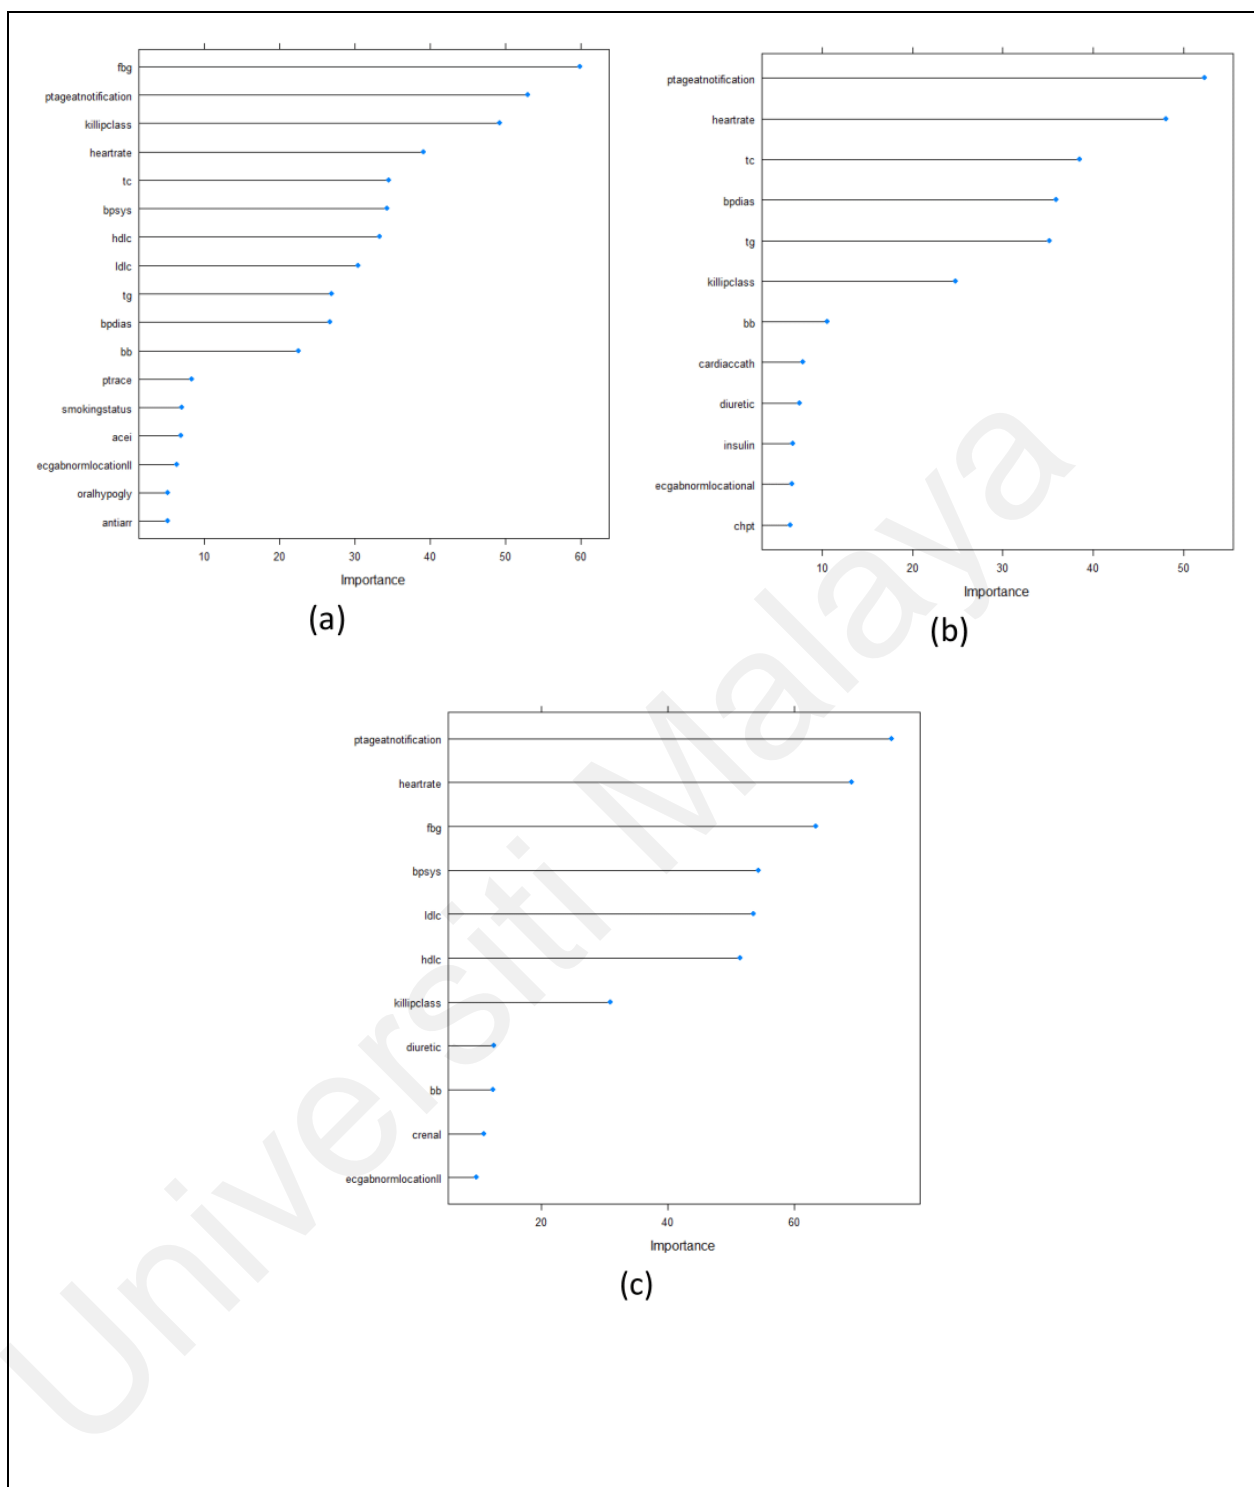 fbg
ptageatnotification
killipclass
heartrate
tc
bpsys
hdlc
ldlc
tg
bpdias
bb
ptrace
smokingstatus
acei
ecgabnormlocationll
oralhypogly
antiarr
10 20 30 40 50 60
Importance
(a)
ptageatnotification
heartrate
tc
bpdias
tg
killipclass
bb
cardiaccath
diuretic
insulin
ecgabnormlocational
chpt
10 20 30 40 50
Importance
(b)
ptageatnotification
heartrate
fbg
bpsys
ldlc
hdlc
killipclass
diuretic
bb
crenal
ecgabnormlocationll
20 40 60
Importance
(c)
Universiti Malaya